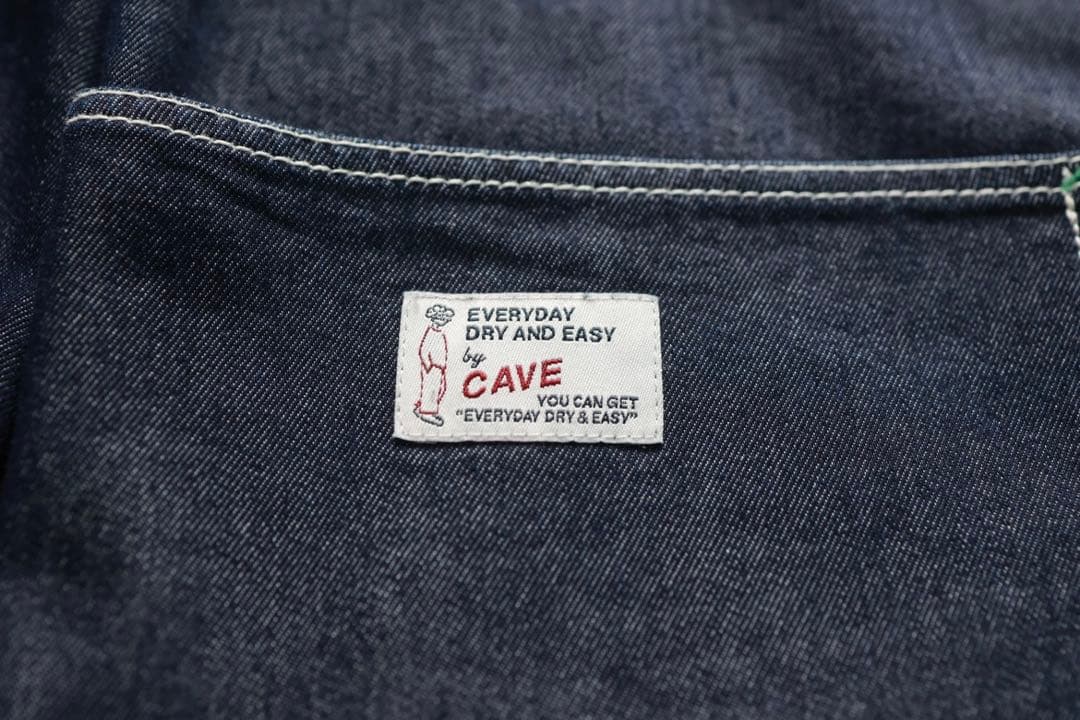 EVERYDAY
DRY AND EASY
by
CAVE
YOU CAN GET
"EVERYDAY DRY & EASY"